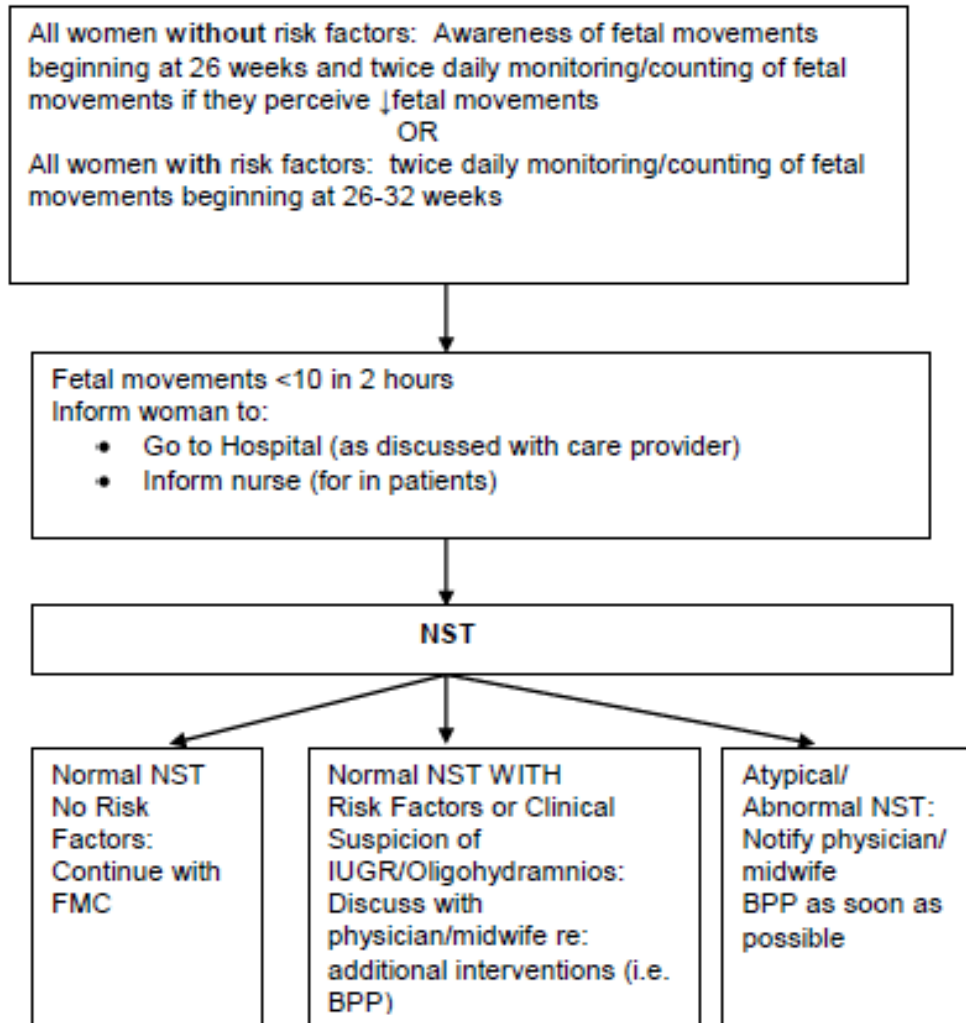 All women without risk factors: Awareness of fetal movements
beginning at 26 weeks and twice daily monitoring/counting of fetal
movements if they perceive ↓fetal movements
OR
All women with risk factors: twice daily monitoring/counting of fetal
movements beginning at 26-32 weeks
Fetal movements <10 in 2 hours
Inform woman to:
• Go to Hospital (as discussed with care provider)
• Inform nurse (for in patients)
NST
Normal NST
No Risk
Factors:
Continue with
FMC
Normal NST WITH
Risk Factors or Clinical
Suspicion of
IUGR/Oligohydramnios:
Discuss with
physician/midwife re:
additional interventions (i.e.
BPP)
Atypical/
Abnormal NST:
Notify physician/
midwife
BPP as soon as
possible